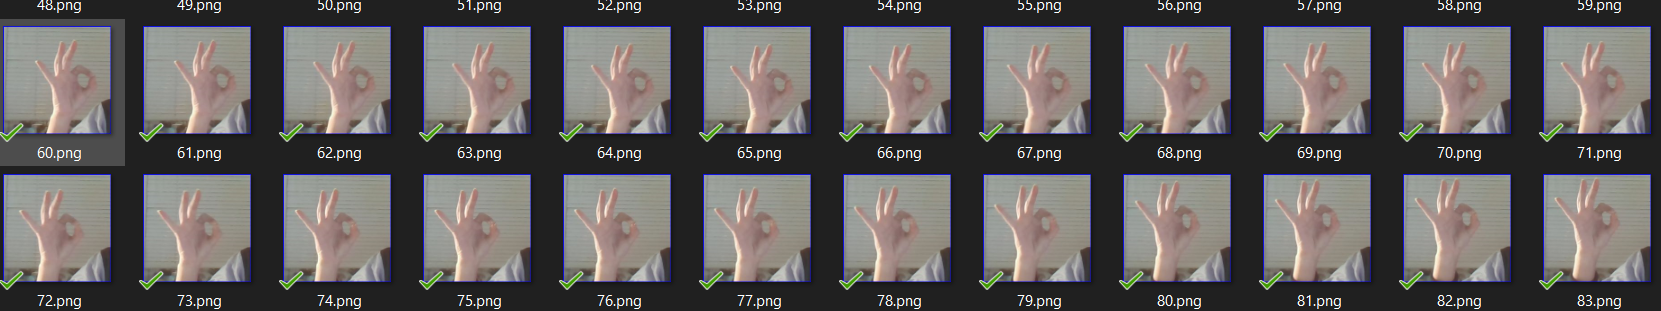 48.png 49.png 50.png 51.png 52.png 53.png 54.png 55.png 56.png 57.png 58.png 59.png
60.png 61.png 62.png 63.png 64.png 65.png 66.png 67.png 68.png 69.png 70.png 71.png
72.png 73.png 74.png 75.png 76.png 77.png 78.png 79.png 80.png 81.png 82.png 83.png